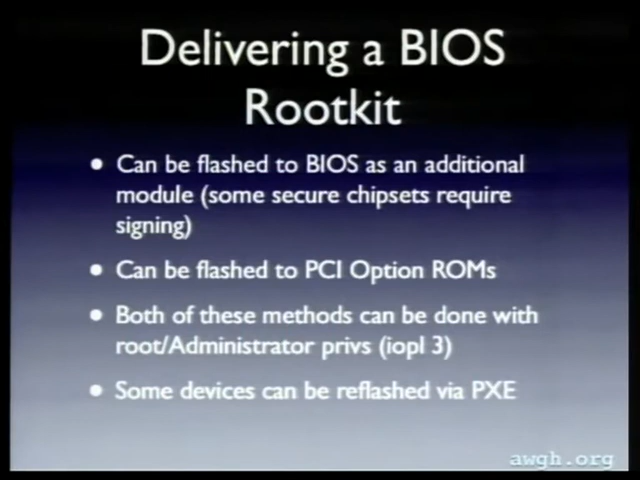 Delivering a BIOS
Rootkit
• Can be flashed to BIOS as an additional
module (some secure chipsets require
signing)
• Can be flashed to PCI Option ROMs
• Both of these methods can be done with
root/Administrator privs (iopl 3)
• Some devices can be reflashed via PXE
awgh.org